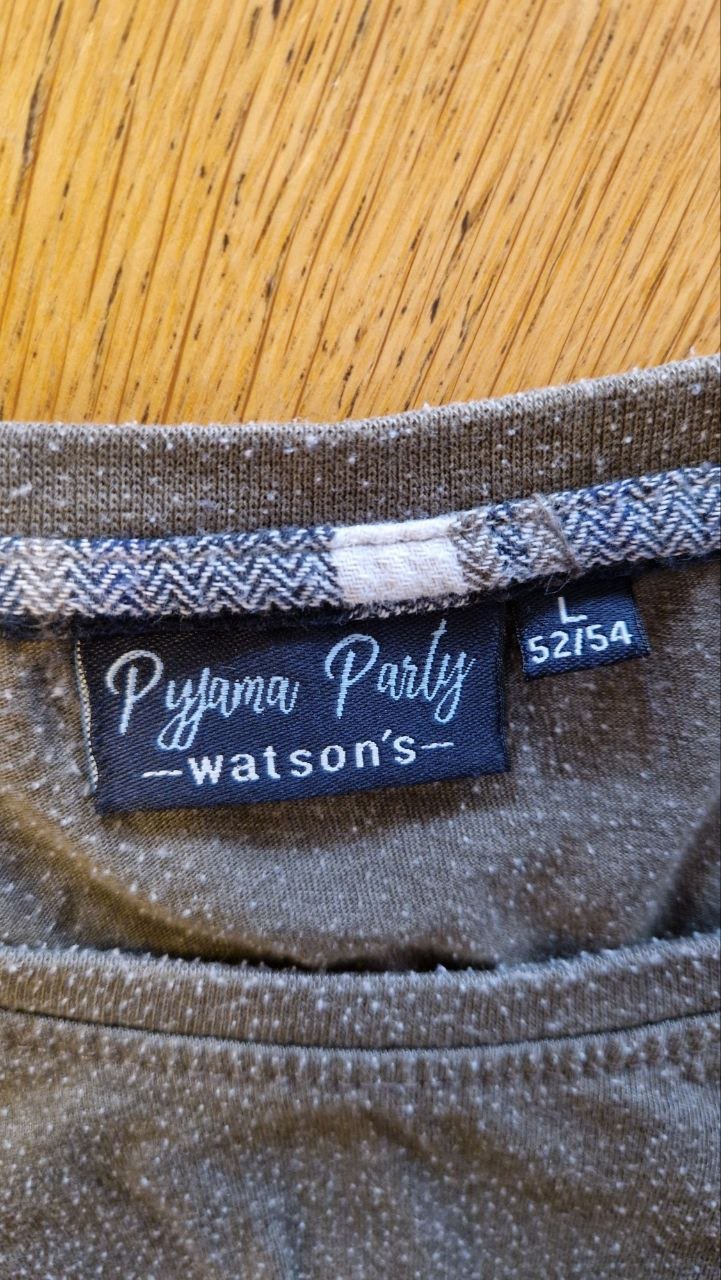 Pyjama Party
—watson's—
L
52/54